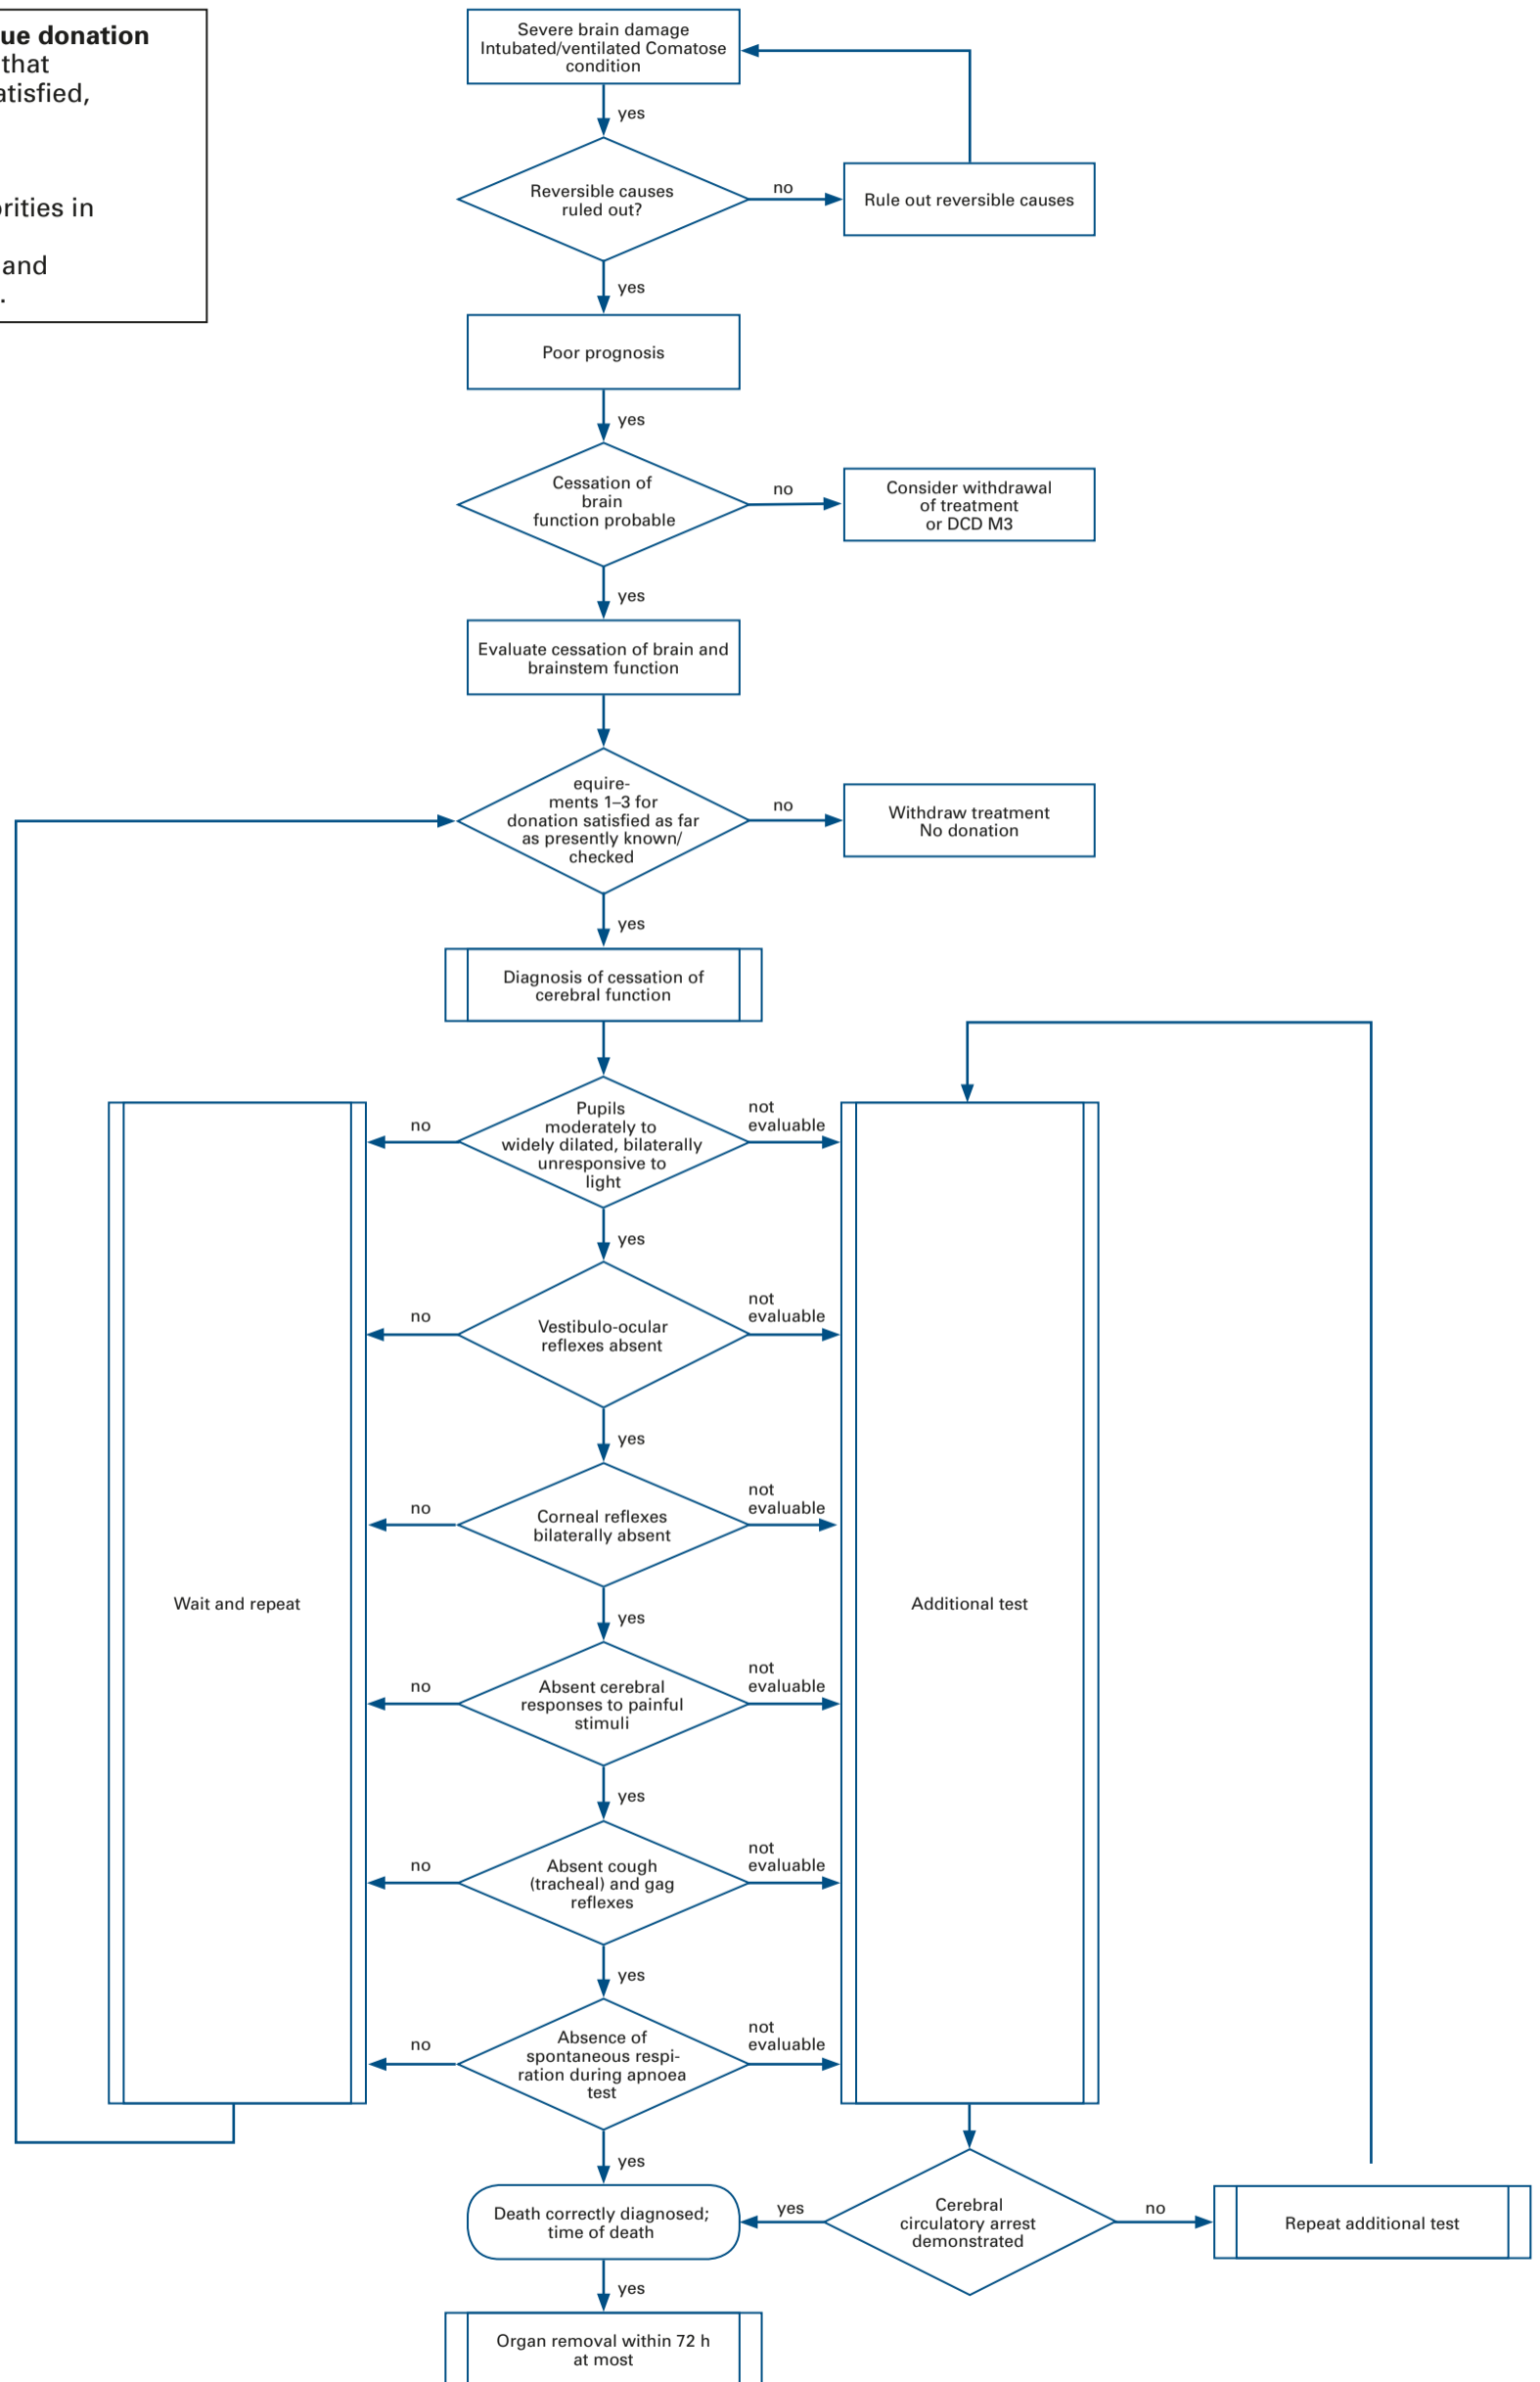 ue donation
that
atisfied,
rities in
and
.
Severe brain damage
Intubated/ventilated Comatose
condition
yes
Reversible causes
ruled out?
no
Rule out reversible causes
yes
Poor prognosis
yes
Cessation of
brain
function probable
no
Consider withdrawal
of treatment
or DCD M3
yes
Evaluate cessation of brain and
brainstem function
equire-
ments 1–3 for
donation satisfied as far
as presently known/
checked
no
Withdraw treatment
No donation
yes
Diagnosis of cessation of
cerebral function
no
Pupils
moderately to
widely dilated, bilaterally
unresponsive to
light
not
evaluable
yes
no
Vestibulo-ocular
reflexes absent
not
evaluable
yes
no
Corneal reflexes
bilaterally absent
not
evaluable
Wait and repeat
Additional test
yes
no
Absent cerebral
responses to painful
stimuli
not
evaluable
yes
no
Absent cough
(tracheal) and gag
reflexes
not
evaluable
yes
no
Absence of
spontaneous respi-
ration during apnoea
test
not
evaluable
yes
Death correctly diagnosed;
time of death
yes
Cerebral
circulatory arrest
demonstrated
no
Repeat additional test
yes
Organ removal within 72 h
at most